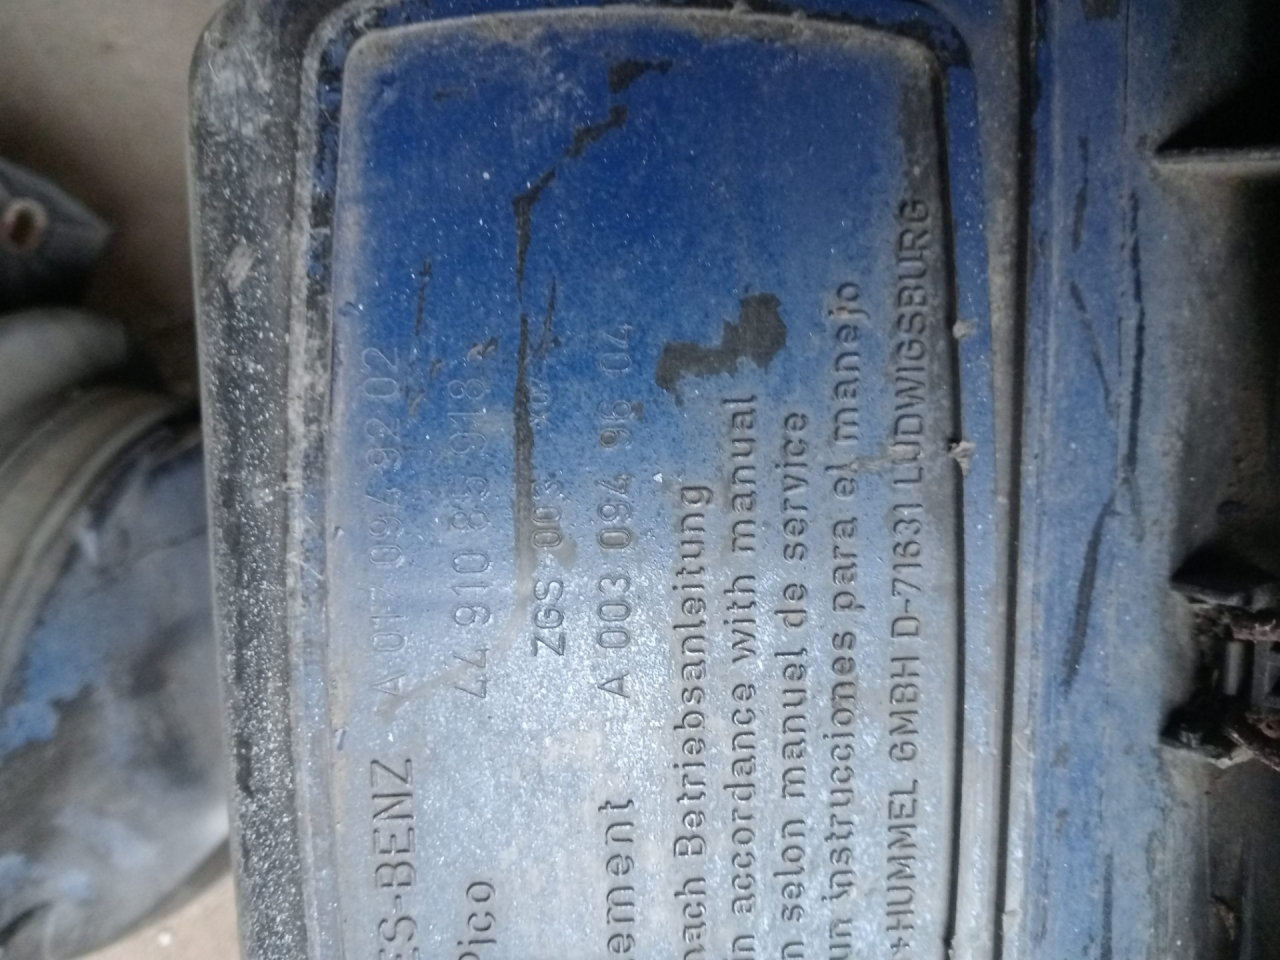 ES-BENZ A 017 094 92 02
Pico 44 910 85 918
ZGS 003
ement A 003 094 96 04
nach Betriebsanleitung
in accordance with manual
n selon manuel de service
un instrucciones para el manejo
+HUMMEL GMBH D-71631 LUDWIGSBURG